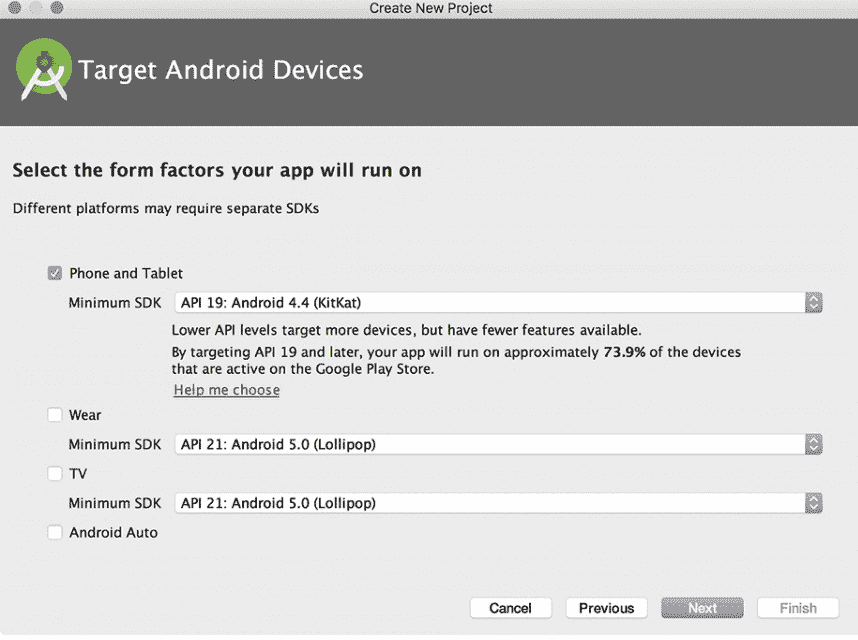 Create New Project
Target Android Devices
Select the form factors your app will run on
Different platforms may require separate SDKs
Phone and Tablet
Minimum SDK API 19: Android 4.4 (KitKat)
Lower API levels target more devices, but have fewer features available.
By targeting API 19 and later, your app will run on approximately 73.9% of the devices
that are active on the Google Play Store.
Help me choose
Wear
Minimum SDK API 21: Android 5.0 (Lollipop)
TV
Minimum SDK API 21: Android 5.0 (Lollipop)
Android Auto
Cancel Previous Next Finish